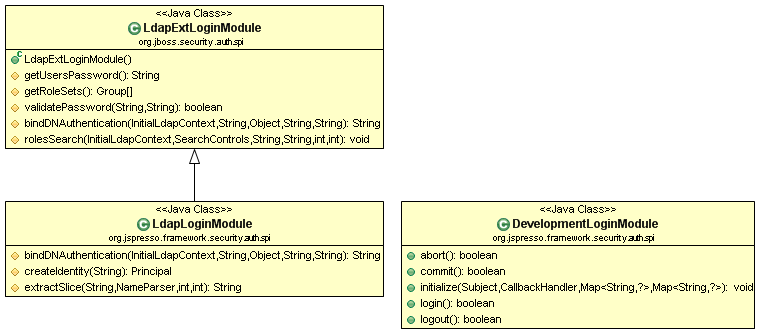 <<Java Class>>
LdapExtLoginModule
org.jboss.security.auth.spi
LdapExtLoginModule()
getUsersPassword(): String
getRoleSets(): Group[]
validatePassword(String,String): boolean
bindDNAuthentication(InitialLdapContext,String,Object,String,String): String
rolesSearch(InitialLdapContext,SearchControls,String,String,int,int): void
<<Java Class>>
LdapLoginModule
org.jspresso.framework.security.auth.spi
bindDNAuthentication(InitialLdapContext,String,Object,String,String): String
createIdentity(String): Principal
extractSlice(String,NameParser,int,int): String
<<Java Class>>
DevelopmentLoginModule
org.jspresso.framework.security.auth.spi
abort(): boolean
commit(): boolean
initialize(Subject,CallbackHandler,Map<String,?>,Map<String,?>): void
login(): boolean
logout(): boolean